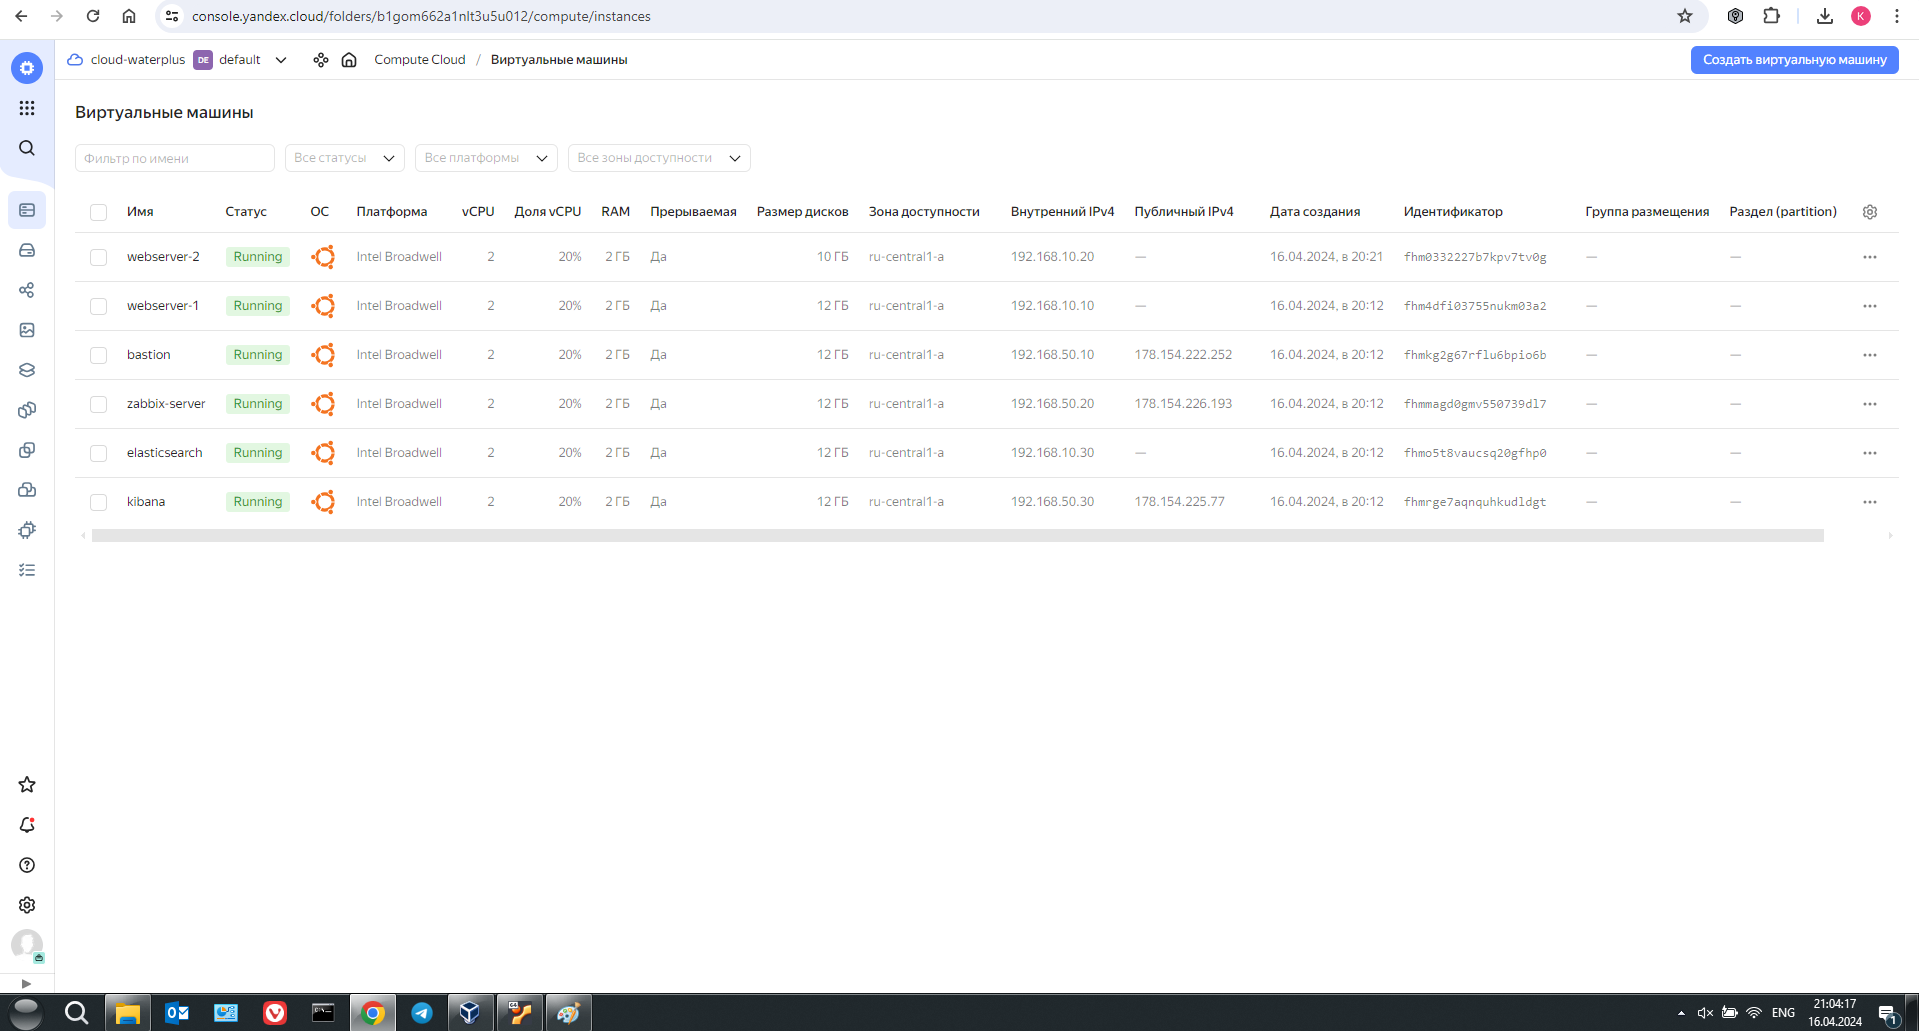 console.yandex.cloud/folders/b1gom662a1nlt3u5u012/compute/instances
K
cloud-waterplus DE default Compute Cloud / Виртуальные машины Создать виртуальную машину
Виртуальные машины
Фильтр по имени Все статусы Все платформы Все зоны доступности
Имя Статус ОС Платформа vCPU Доля vCPU RAM Прерываемая Размер дисков Зона доступности Внутренний IPv4 Публичный IPv4 Дата создания Идентификатор Группа размещения Раздел (partition)
webserver-2 Running Intel Broadwell 2 20% 2 ГБ Да 10 ГБ ru-central1-a 192.168.10.20 — 16.04.2024, в 20:21 fhm0332227b7kpv7tv0g — —
webserver-1 Running Intel Broadwell 2 20% 2 ГБ Да 12 ГБ ru-central1-a 192.168.10.10 — 16.04.2024, в 20:12 fhm4dfi03755nukm03a2 — —
bastion Running Intel Broadwell 2 20% 2 ГБ Да 12 ГБ ru-central1-a 192.168.50.10 178.154.222.252 16.04.2024, в 20:12 fhmkg2g67rflu6bpio6b — —
zabbix-server Running Intel Broadwell 2 20% 2 ГБ Да 12 ГБ ru-central1-a 192.168.50.20 178.154.226.193 16.04.2024, в 20:12 fhmmagd0gmv550739dl7 — —
elasticsearch Running Intel Broadwell 2 20% 2 ГБ Да 12 ГБ ru-central1-a 192.168.10.30 — 16.04.2024, в 20:12 fhmo5t8vaucsq20gfhp0 — —
kibana Running Intel Broadwell 2 20% 2 ГБ Да 12 ГБ ru-central1-a 192.168.50.30 178.154.225.77 16.04.2024, в 20:12 fhmrge7aqnquhkudldgt — —
ENG
21:04:17
16.04.2024
1